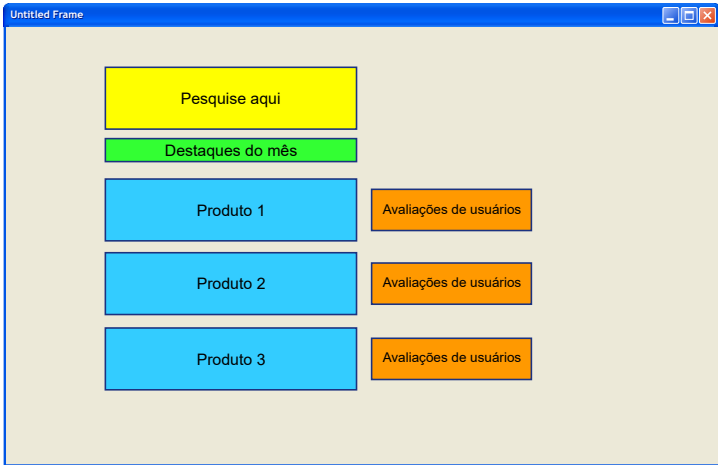 Untitled Frame
Pesquise aqui
Destaques do mês
Produto 1
Avaliações de usuários
Produto 2
Avaliações de usuários
Produto 3
Avaliações de usuários